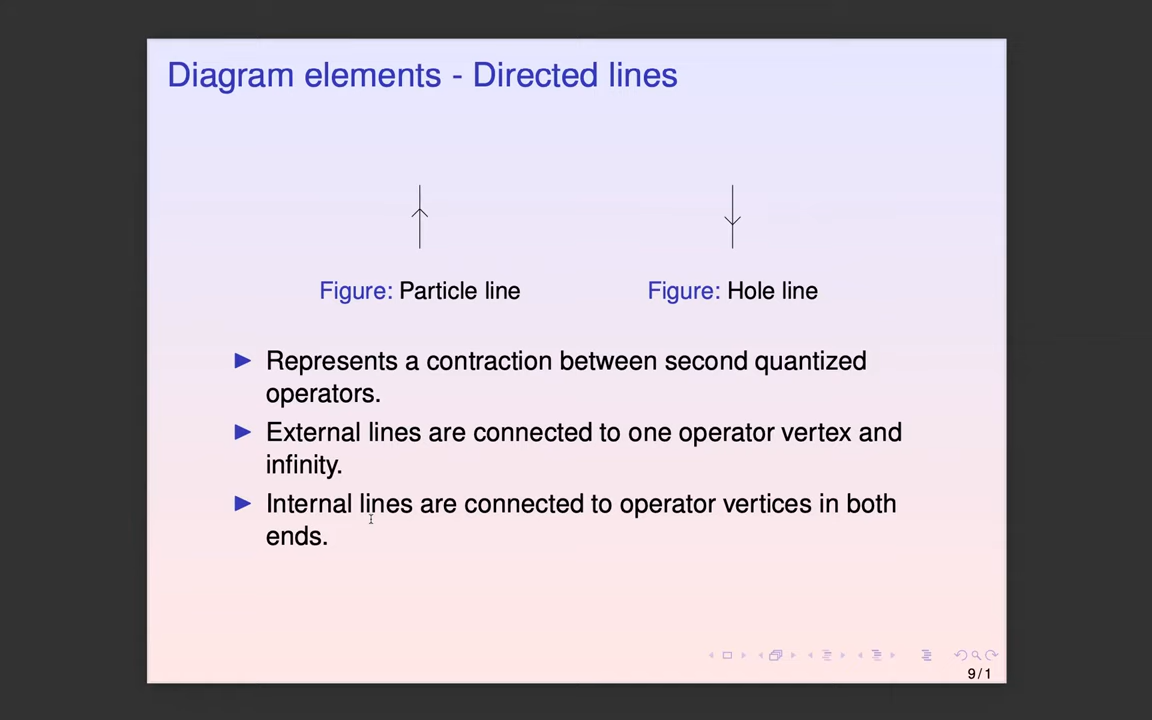 Diagram elements - Directed lines
Figure: Particle line
Figure: Hole line
Represents a contraction between second quantized
operators.
External lines are connected to one operator vertex and
infinity.
Internal lines are connected to operator vertices in both
ends.
9 / 1